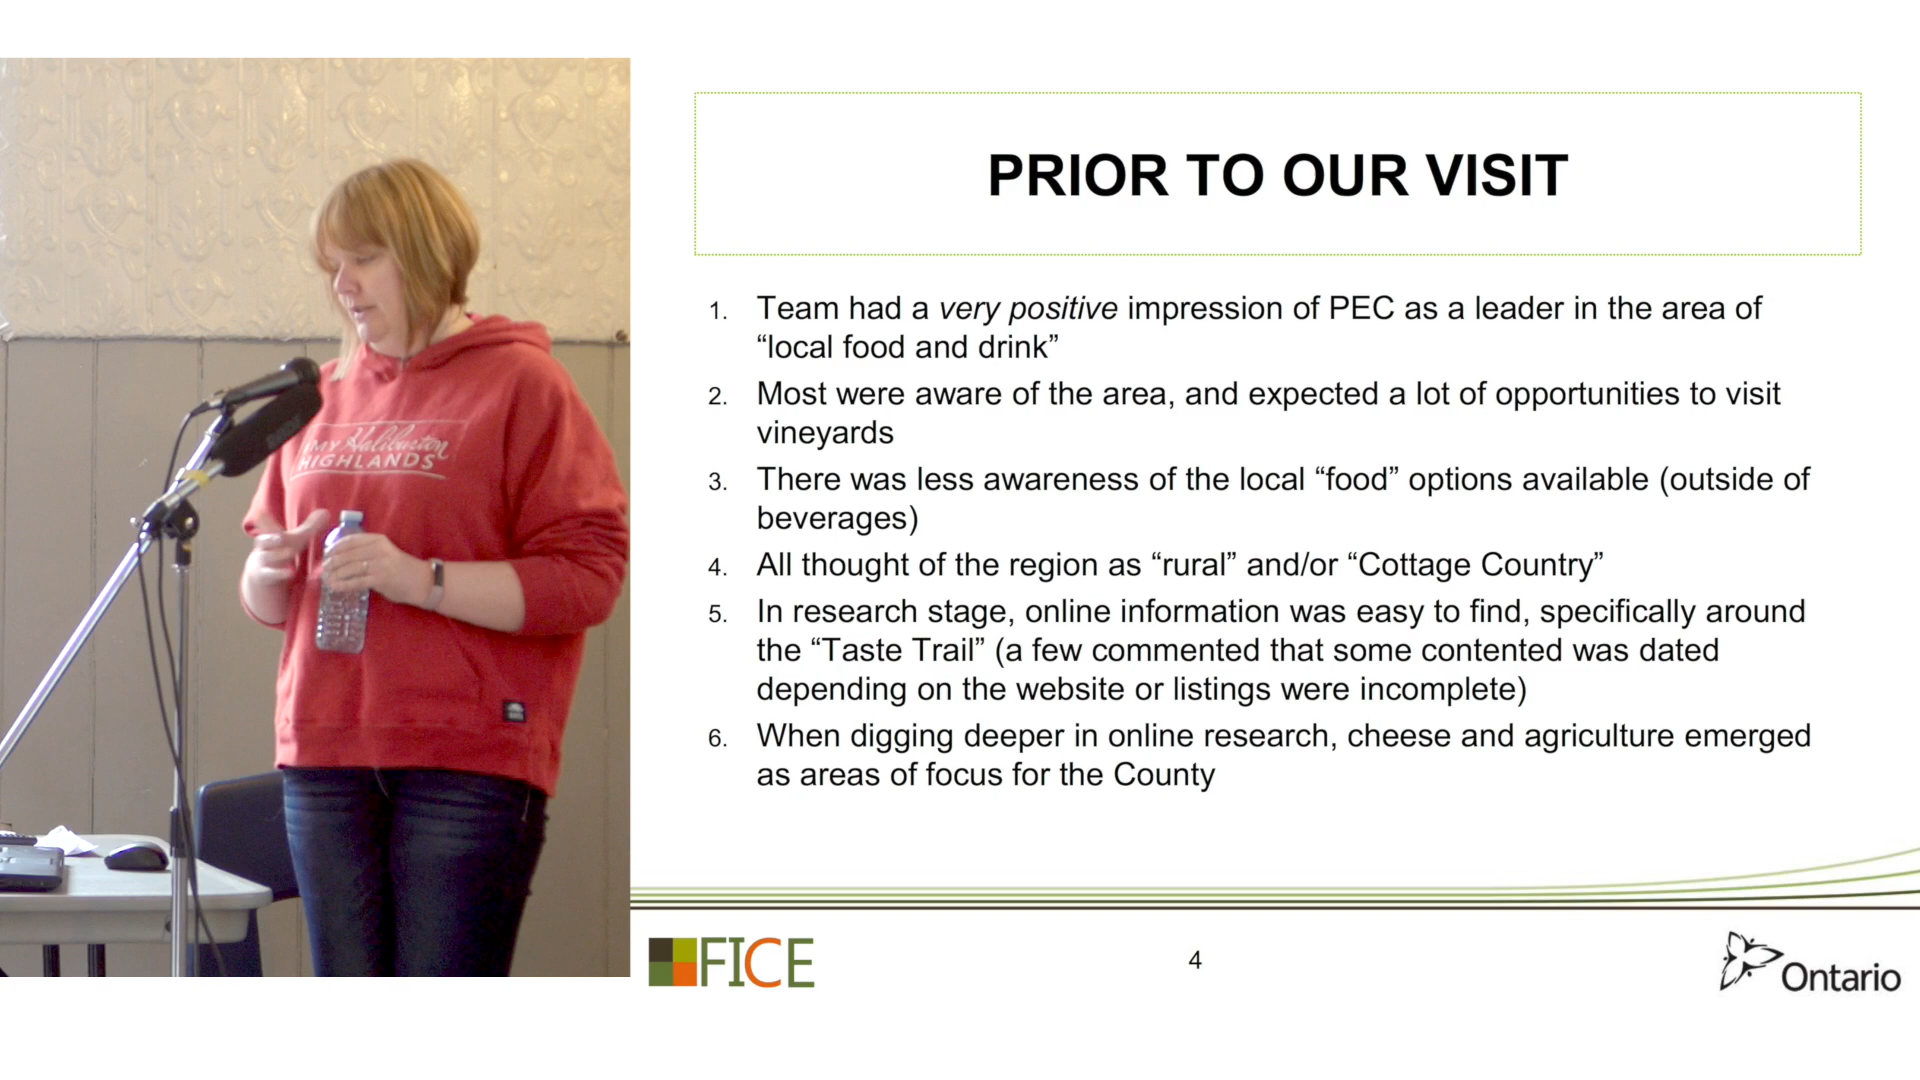 PRIOR TO OUR VISIT
1. Team had a very positive impression of PEC as a leader in the area of
“local food and drink”
2. Most were aware of the area, and expected a lot of opportunities to visit
vineyards
3. There was less awareness of the local “food” options available (outside of
beverages)
4. All thought of the region as “rural” and/or “Cottage Country”
5. In research stage, online information was easy to find, specifically around
the “Taste Trail” (a few commented that some contented was dated
depending on the website or listings were incomplete)
6. When digging deeper in online research, cheese and agriculture emerged
as areas of focus for the County
MY Haliburton
HIGHLANDS
FICE
4
Ontario